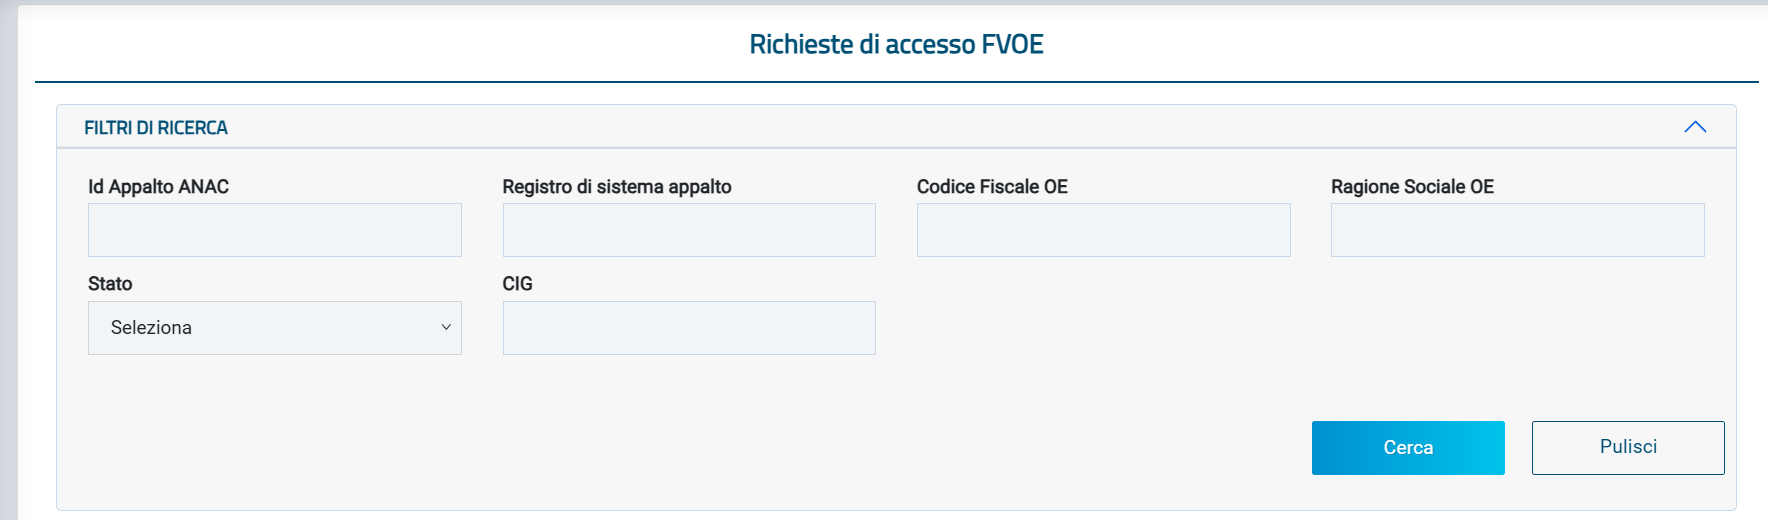 Richieste di accesso FVOE
FILTRI DI RICERCA
Id Appalto ANAC
Registro di sistema appalto
Codice Fiscale OE
Ragione Sociale OE
Stato
CIG
Seleziona
Cerca
Pulisci